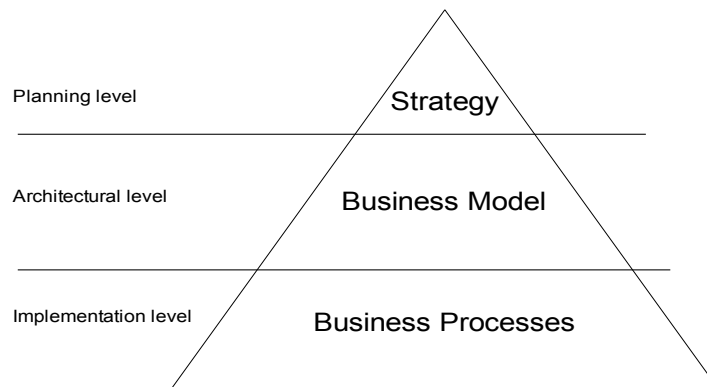 Planning level
Strategy
Architectural level
Business Model
Implementation level
Business Processes